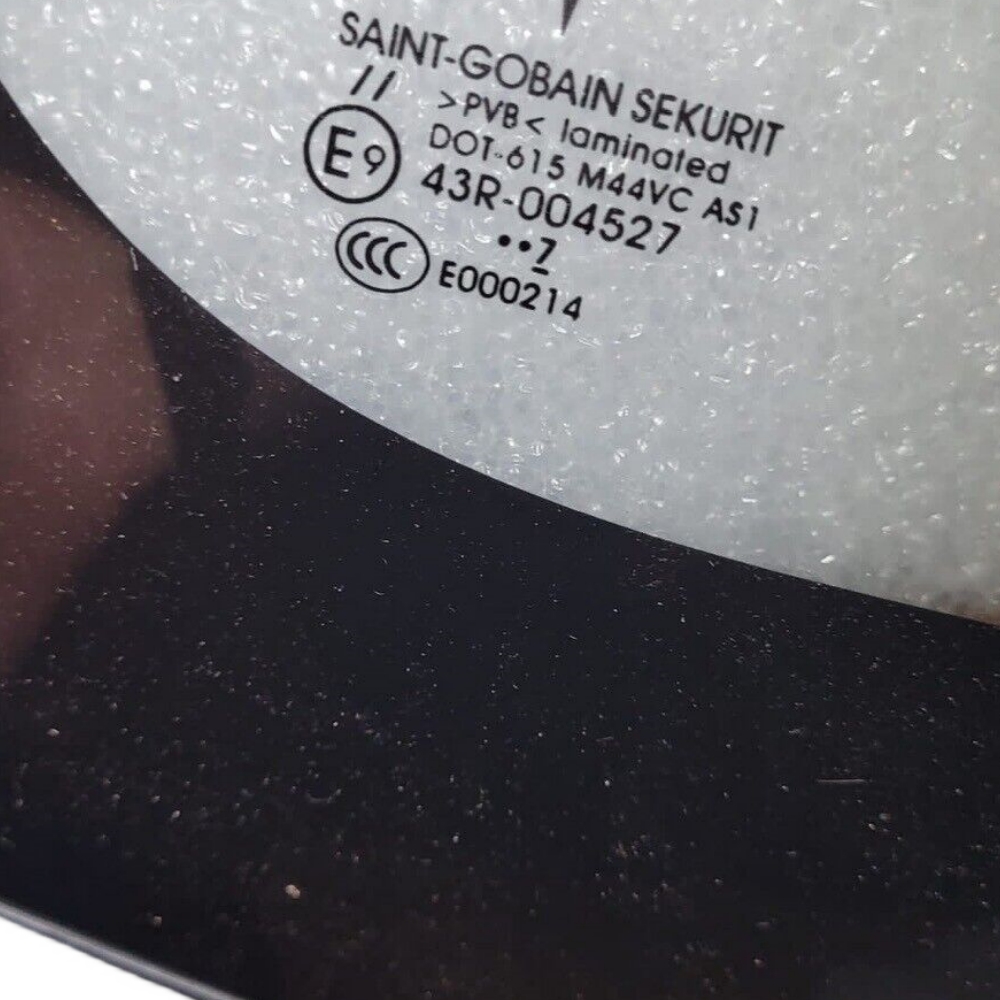 SAINT-GOBAIN SEKURIT
// >PVB< laminated
DOT-615 M44VC AS1
E9 43R-004527
••7
CCC E000214